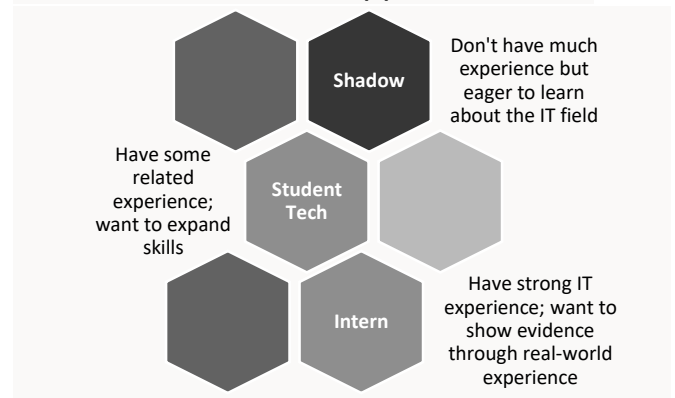 Shadow
Don't have much
experience but
eager to learn
about the IT field
Have some
related
experience;
want to expand
skills
Student
Tech
Intern
Have strong IT
experience; want to
show evidence
through real-world
experience